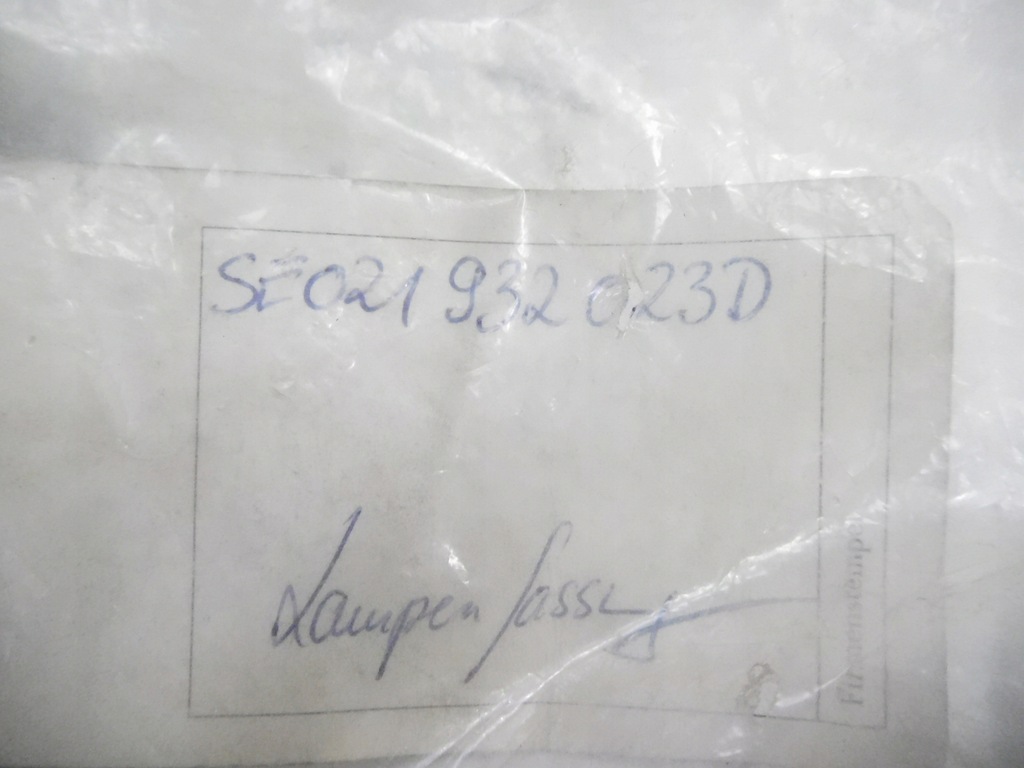 SE021 932 023D
Lampenfassung
Firmenstempel